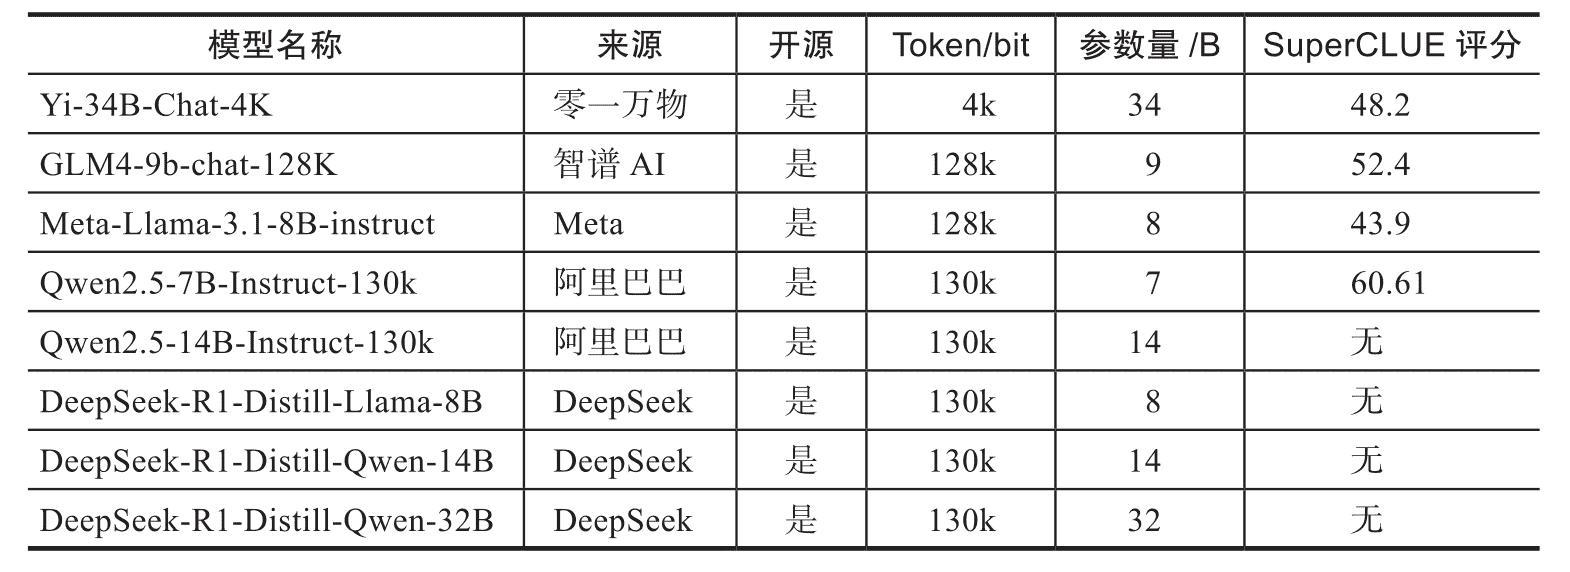 模型名称 来源 开源 Token/bit 参数量 /B SuperCLUE 评分
Yi-34B-Chat-4K 零一万物 是 4k 34 48.2
GLM4-9b-chat-128K 智谱 AI 是 128k 9 52.4
Meta-Llama-3.1-8B-instruct Meta 是 128k 8 43.9
Qwen2.5-7B-Instruct-130k 阿里巴巴 是 130k 7 60.61
Qwen2.5-14B-Instruct-130k 阿里巴巴 是 130k 14 无
DeepSeek-R1-Distill-Llama-8B DeepSeek 是 130k 8 无
DeepSeek-R1-Distill-Qwen-14B DeepSeek 是 130k 14 无
DeepSeek-R1-Distill-Qwen-32B DeepSeek 是 130k 32 无